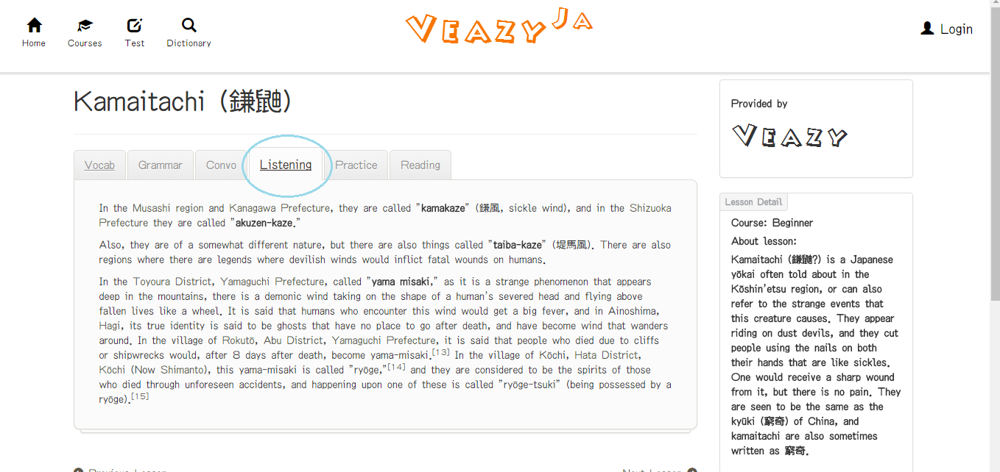 Home
Courses
Test
Dictionary
VEAZY JA
Login
Kamaitachi (鎌鼬)
Vocab
Grammar
Convo
Listening
Practice
Reading
In the Musashi region and Kanagawa Prefecture, they are called "kamakaze" (鎌風, sickle wind), and in the Shizuoka
Prefecture they are called "akuzen-kaze."
Also, they are of a somewhat different nature, but there are also things called "taiba-kaze" (堤馬風). There are also
regions where there are legends where devilish winds would inflict fatal wounds on humans.
In the Toyoura District, Yamaguchi Prefecture, called "yama misaki," as it is a strange phenomenon that appears
deep in the mountains, there is a demonic wind taking on the shape of a human's severed head and flying above
fallen lives like a wheel. It is said that humans who encounter this wind would get a big fever, and in Ainoshima,
Hagi, its true identity is said to be ghosts that have no place to go after death, and have become wind that wanders
around. In the village of Rokutō, Abu District, Yamaguchi Prefecture, it is said that people who died due to cliffs
or shipwrecks would, after 8 days after death, become yama-misaki.[13] In the village of Kōchi, Hata District,
Kōchi (Now Shimanto), this yama-misaki is called "ryōge,"[14] and they are considered to be the spirits of those
who died through unforeseen accidents, and happening upon one of these is called "ryōge-tsuki" (being possessed by a
ryōge).[15]
Previous Lesson
Next Lesson
Provided by
VEAZY
Lesson Detail
Course: Beginner
About lesson:
Kamaitachi (鎌鼬?) is a Japanese
yōkai often told about in the
Kōshin'etsu region, or can also
refer to the strange events that
this creature causes. They appear
riding on dust devils, and they cut
people using the nails on both
their hands that are like sickles.
One would receive a sharp wound
from it, but there is no pain. They
are seen to be the same as the
kyūki (窮奇) of China, and
kamaitachi are also sometimes
written as 窮奇.